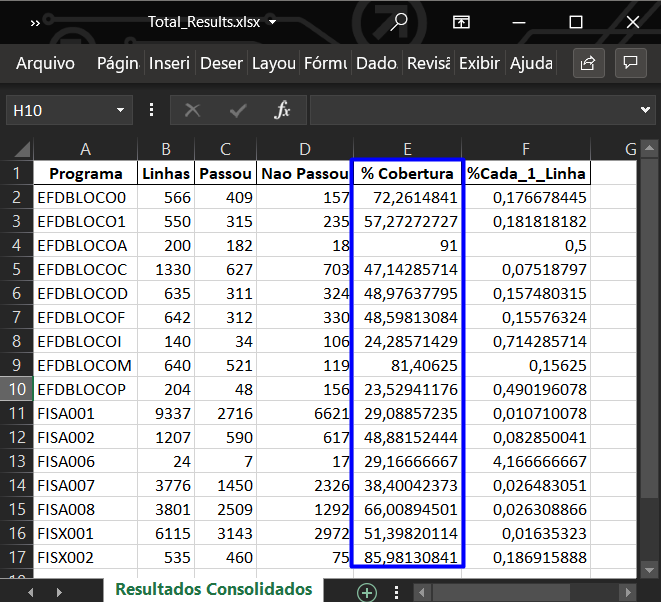 ›› Total_Results.xlsx
Arquivo Págin Inseri Deser Layou Fórmu Dado. Revisã Exibir Ajuda
H10 fx
A B C D E F G
1 Programa Linhas Passou Nao Passou % Cobertura %Cada_1_Linha
2 EFDBLOCO0 566 409 157 72,2614841 0,176678445
3 EFDBLOCO1 550 315 235 57,27272727 0,181818182
4 EFDBLOCOA 200 182 18 91 0,5
5 EFDBLOCOC 1330 627 703 47,14285714 0,07518797
6 EFDBLOCOD 635 311 324 48,97637795 0,157480315
7 EFDBLOCOF 642 312 330 48,59813084 0,15576324
8 EFDBLOCOI 140 34 106 24,28571429 0,714285714
9 EFDBLOCOM 640 521 119 81,40625 0,15625
10 EFDBLOCOP 204 48 156 23,52941176 0,490196078
11 FISA001 9337 2716 6621 29,08857235 0,010710078
12 FISA002 1207 590 617 48,88152444 0,082850041
13 FISA006 24 7 17 29,16666667 4,166666667
14 FISA007 3776 1450 2326 38,40042373 0,026483051
15 FISA008 3801 2509 1292 66,00894501 0,026308866
16 FISX001 6115 3143 2972 51,39820114 0,01635323
17 FISX002 535 460 75 85,98130841 0,186915888
Resultados Consolidados